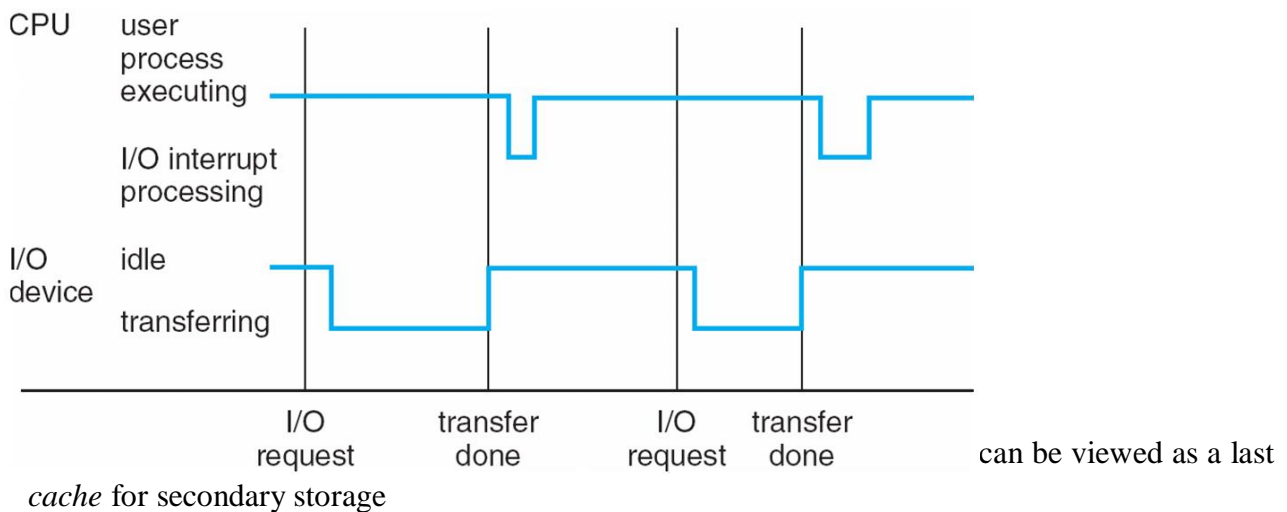 CPU user
process
executing
I/O interrupt
processing
I/O idle
device
transferring
I/O transfer I/O transfer
request done request done
can be viewed as a last
cache for secondary storage